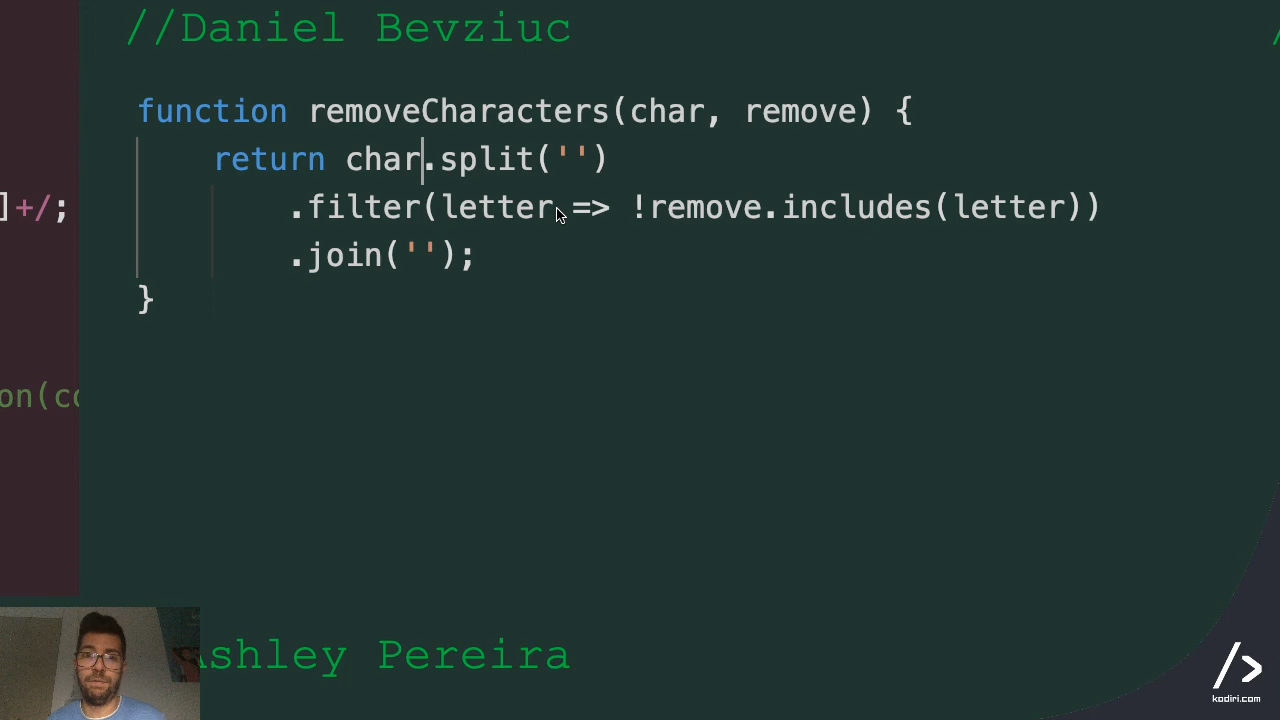 //Daniel Bevziuc
function removeCharacters(char, remove) {
return char.split('')
]+/;
.filter(letter => !remove.includes(letter))
.join('');
}
on(co
Ashley Pereira
/>
kodiri.com